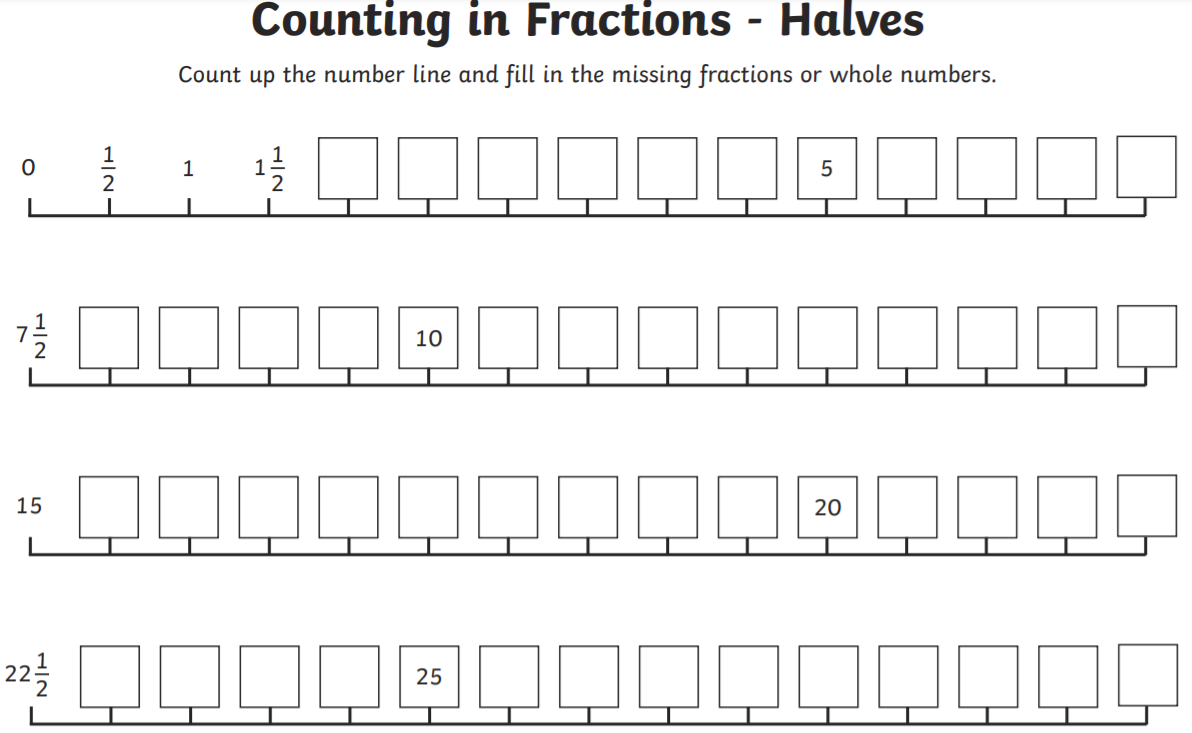 Counting in Fractions - Halves
Count up the number line and fill in the missing fractions or whole numbers.
0 1/2 1 1 1/2 5
7 1/2 10
15 20
22 1/2 25